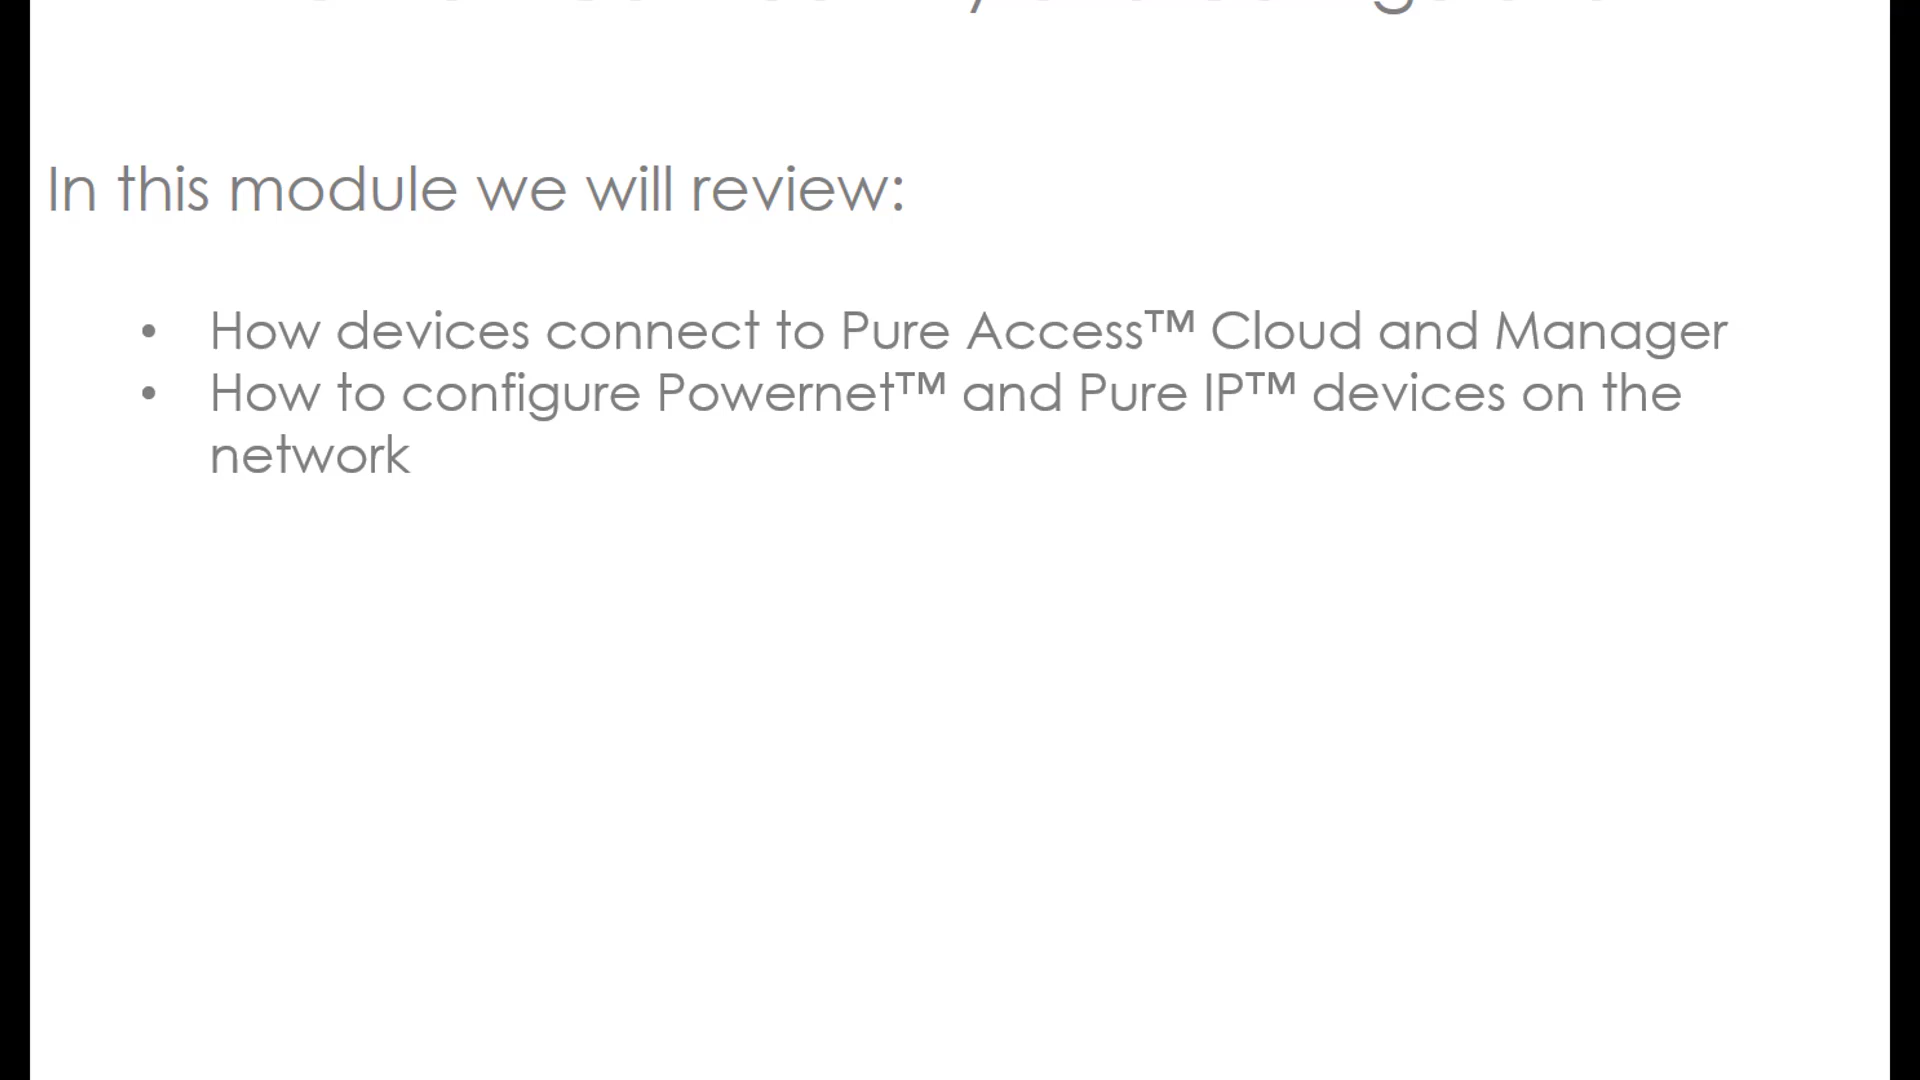 In this module we will review:
• How devices connect to Pure Access™ Cloud and Manager
• How to configure Powernet™ and Pure IP™ devices on the
network